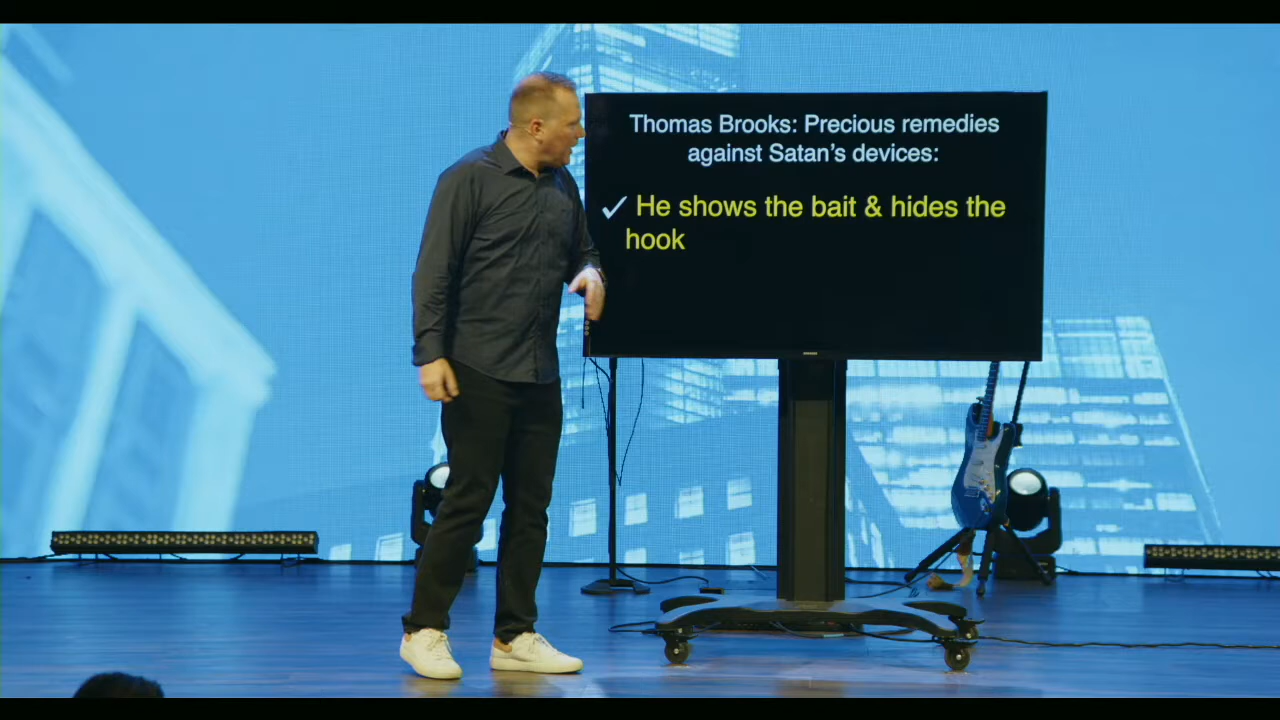 Thomas Brooks: Precious remedies
against Satan's devices:
✓ He shows the bait & hides the
hook